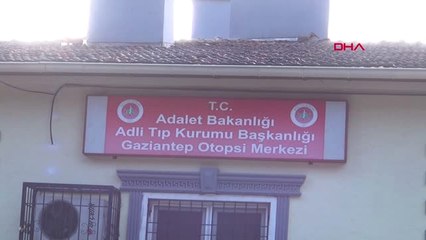 DHA
T.C.
Adalet Bakanlığı
Adli Tıp Kurumu Başkanlığı
Gaziantep Otopsi Merkezi